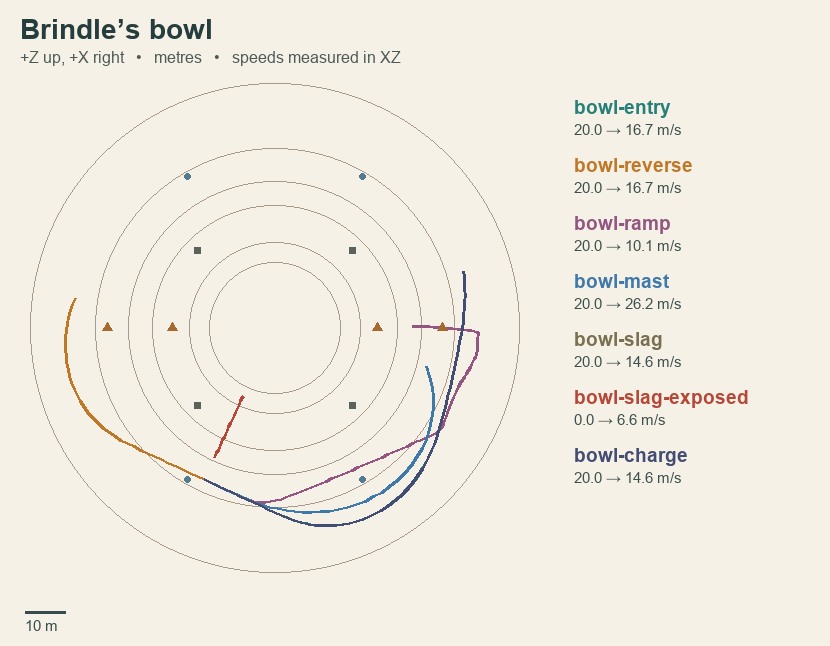 Brindle’s bowl
+Z up, +X right • metres • speeds measured in XZ
bowl-entry
20.0 → 16.7 m/s
bowl-reverse
20.0 → 16.7 m/s
bowl-ramp
20.0 → 10.1 m/s
bowl-mast
20.0 → 26.2 m/s
bowl-slag
20.0 → 14.6 m/s
bowl-slag-exposed
0.0 → 6.6 m/s
bowl-charge
20.0 → 14.6 m/s
10 m